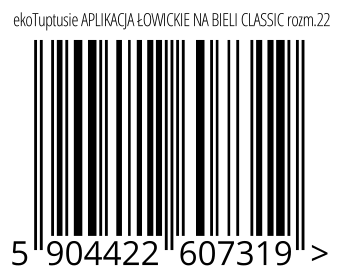 ekoTuptusie APLIKACJA ŁOWICKIE NA BIELI CLASSIC rozm.22
5 904422 607319 >